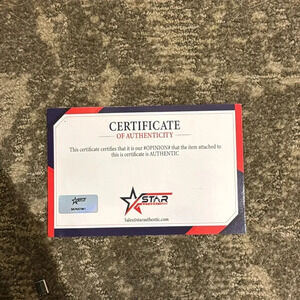 CERTIFICATE
OF AUTHENTICITY
This certificate certifies that it is our #OPINION# that the item attached to
this is certificate is AUTHENTIC
STAR
Sales@starauthentic.com